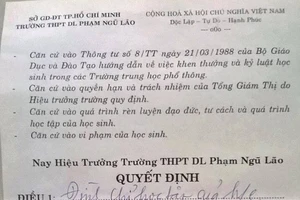 SỞ GD-ĐT TP.HỒ CHÍ MINH
TRƯỜNG THPT DL PHẠM NGŨ LÃO
CỘNG HOÀ XÃ HỘI CHỦ NGHĨA VIỆT NAM
Độc Lập - Tự Do - Hạnh Phúc
- Căn cứ vào Thông tư số 8/TT ngày 21/03/1988 của Bộ Giáo
Dục và Đào Tạo hướng dẫn về việc khen thưởng và kỷ luật học
sinh trong các Trường trung học phổ thông.
- Căn cứ vào quyền hạn và trách nhiệm của Tổng Giám Thị do
Hiệu trưởng trường quy định.
- Căn cứ vào quá trình rèn luyện đạo đức, tư cách và quá trình
học tập của học sinh.
- Căn cứ vào vi phạm của học sinh.
Nay Hiệu Trưởng Trường THPT DL Phạm Ngũ Lão
QUYẾT ĐỊNH
ĐIỀU 1: Đình chỉ học